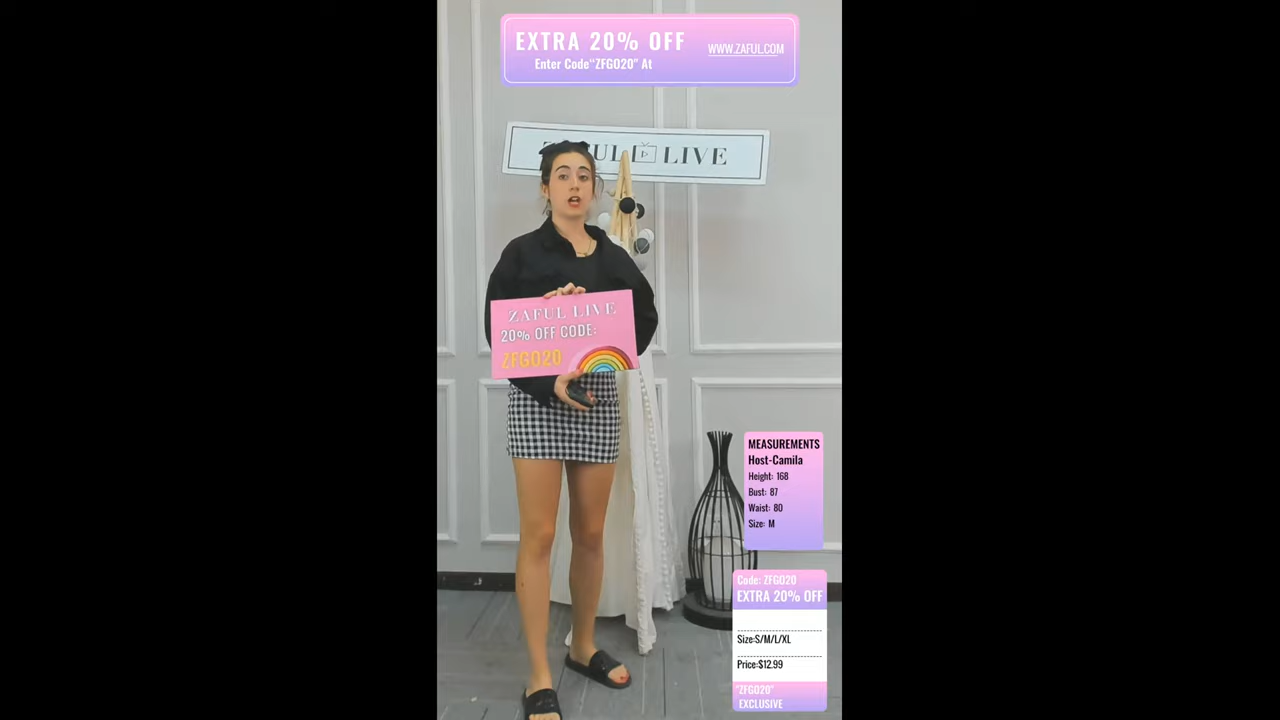 EXTRA 20% OFF
Enter Code“ZFGO20" At
WWW.ZAFUL.COM
ZAFUL LIVE
ZAFUL LIVE
20% OFF CODE:
ZFGO20
MEASUREMENTS
Host-Camila
Height: 168
Bust: 87
Waist: 80
Size: M
Code: ZFGO20
EXTRA 20% OFF
Size:S/M/L/XL
Price:$12.99
"ZFGO20"
EXCLUSIVE